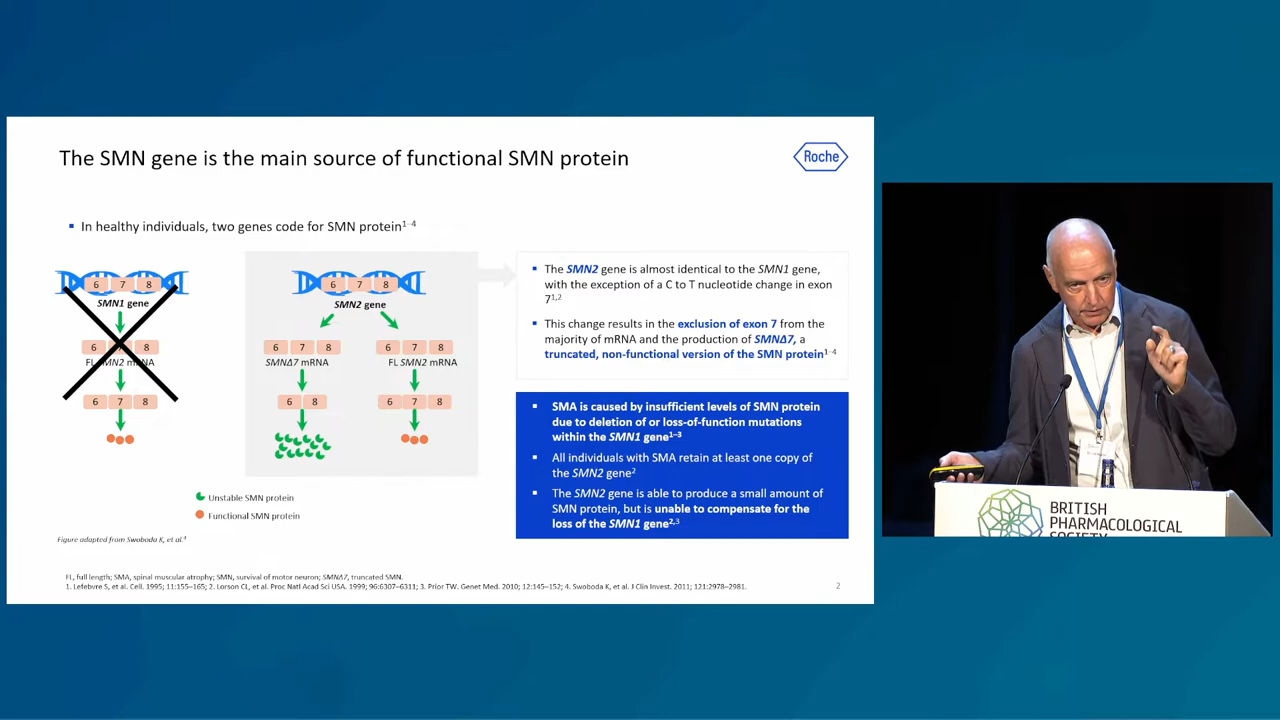 The SMN gene is the main source of functional SMN protein
Roche
▪ In healthy individuals, two genes code for SMN protein1–4
6 7 8
SMN1 gene
6 7 8
6 7 8
6 7 8
SMN2 gene
6 7 8
SMNΔ7 mRNA
6 8
6 7 8
FL SMN2 mRNA
6 7 8
Unstable SMN protein
Functional SMN protein
Figure adapted from Swoboda K, et al.4
▪ The SMN2 gene is almost identical to the SMN1 gene,
with the exception of a C to T nucleotide change in exon
71,2
▪ This change results in the exclusion of exon 7 from the
majority of mRNA and the production of SMNΔ7, a
truncated, non-functional version of the SMN protein1–4
▪ SMA is caused by insufficient levels of SMN protein
due to deletion of or loss-of-function mutations
within the SMN1 gene1–3
▪ All individuals with SMA retain at least one copy of
the SMN2 gene2
▪ The SMN2 gene is able to produce a small amount of
SMN protein, but is unable to compensate for the
loss of the SMN1 gene2,3
FL, full length; SMA, spinal muscular atrophy; SMN, survival of motor neuron; SMNΔ7, truncated SMN.
1. Lefebvre S, et al. Cell. 1995; 11:155–165; 2. Lorson CL, et al. Proc Natl Acad Sci USA. 1999; 96:6307–6311; 3. Prior TW. Genet Med. 2010; 12:145–152; 4. Swoboda K, et al. J Clin Invest. 2011; 121:2978–2981.
2
BRITISH
PHARMACOLOGICAL
SOCIETY